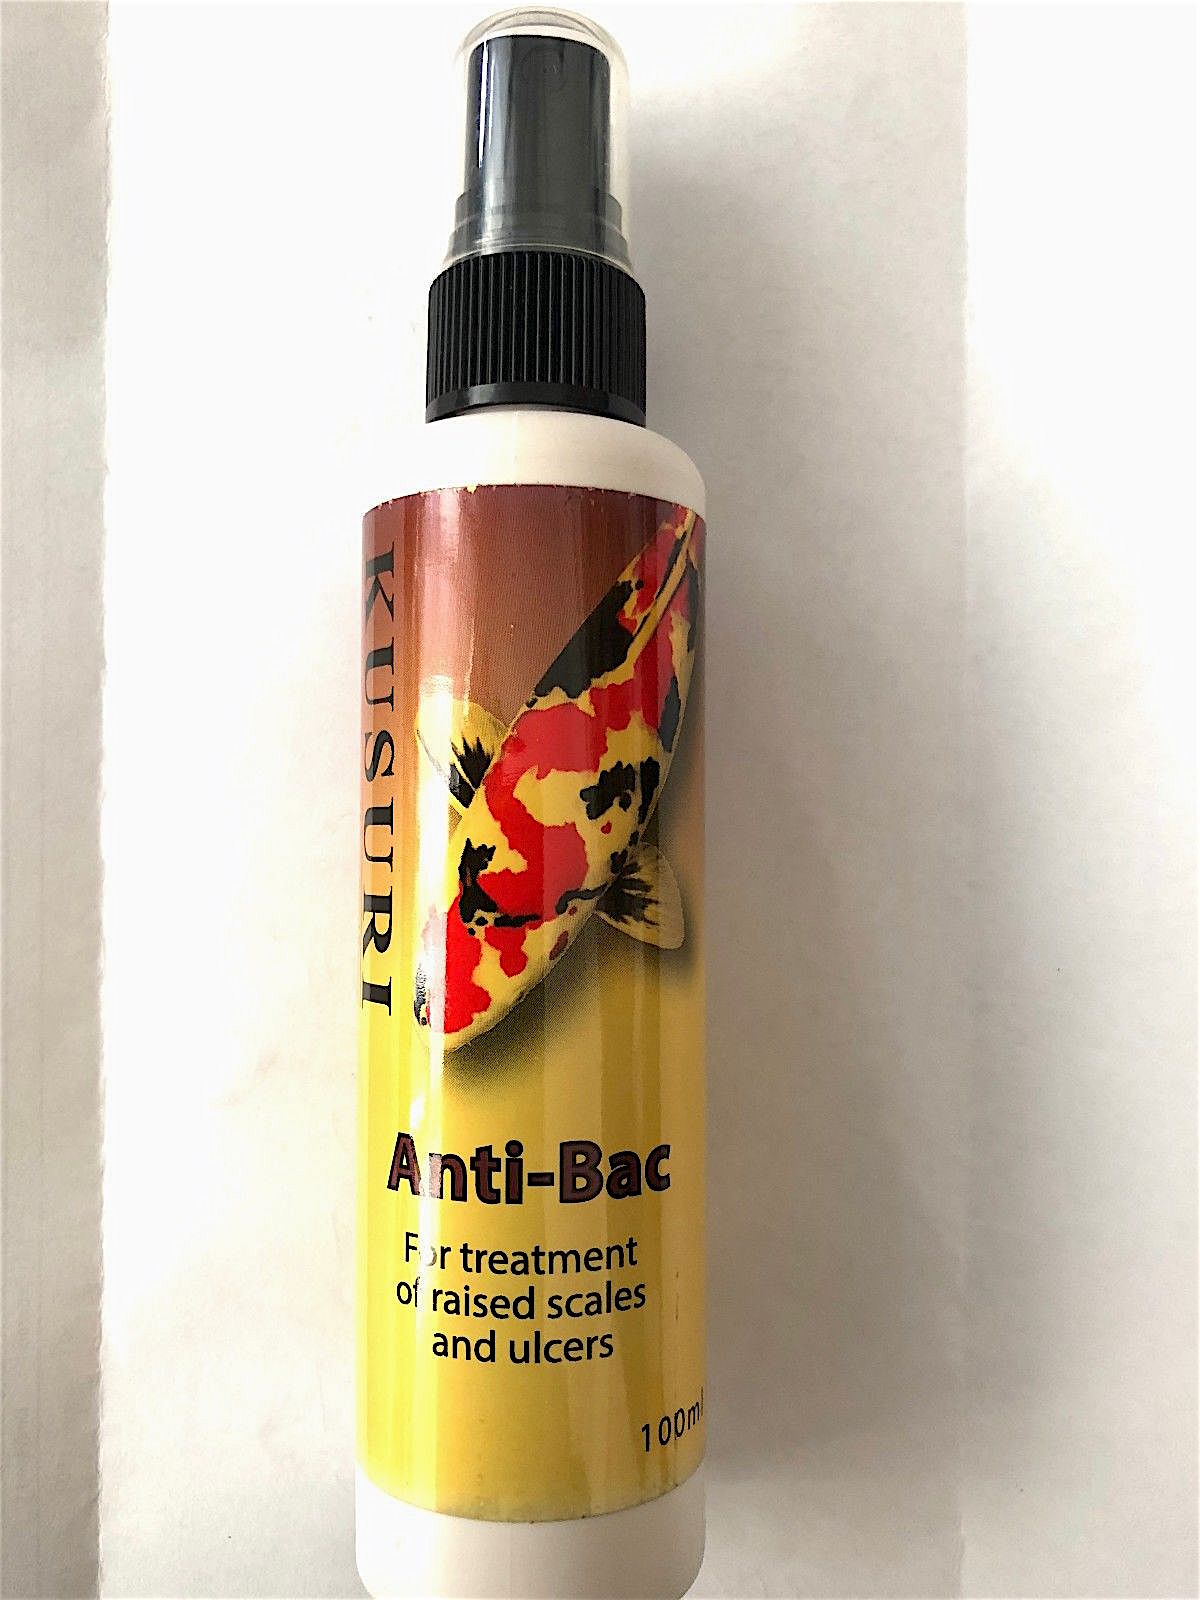 KUSURI
Anti-Bac
For treatment
of raised scales
and ulcers
100ml